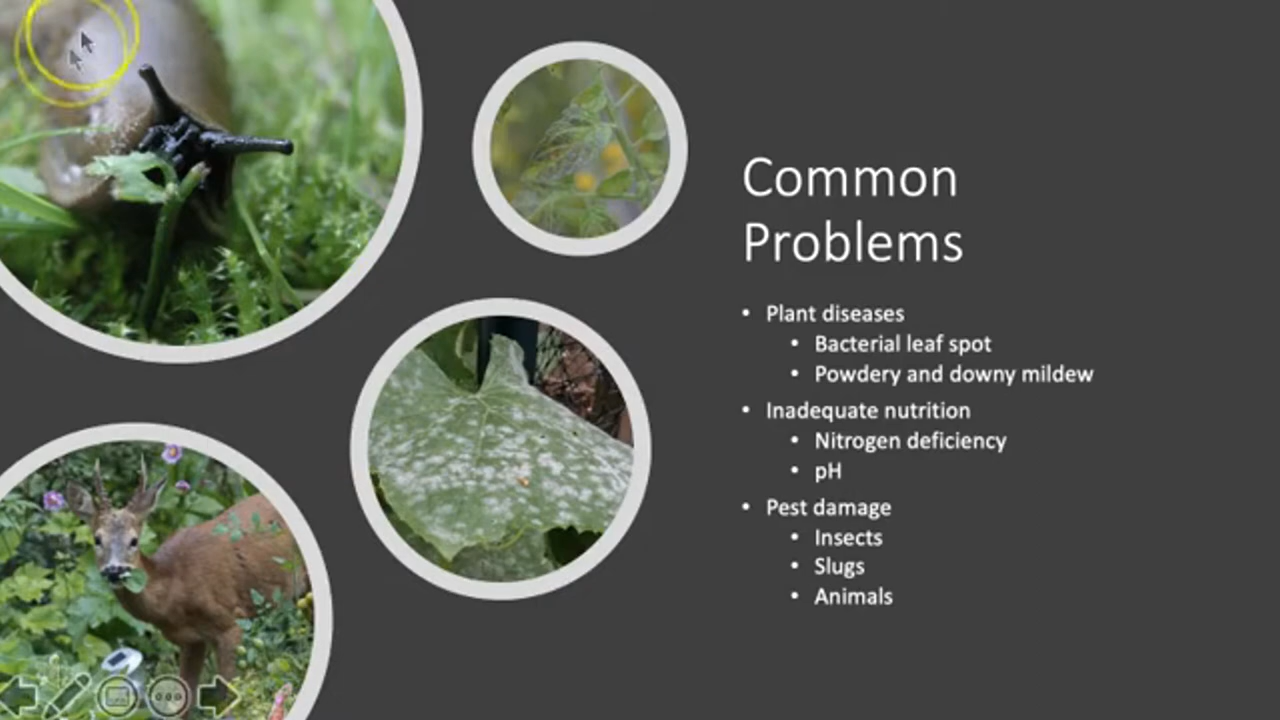 Common
Problems
• Plant diseases
• Bacterial leaf spot
• Powdery and downy mildew
• Inadequate nutrition
• Nitrogen deficiency
• pH
• Pest damage
• Insects
• Slugs
• Animals